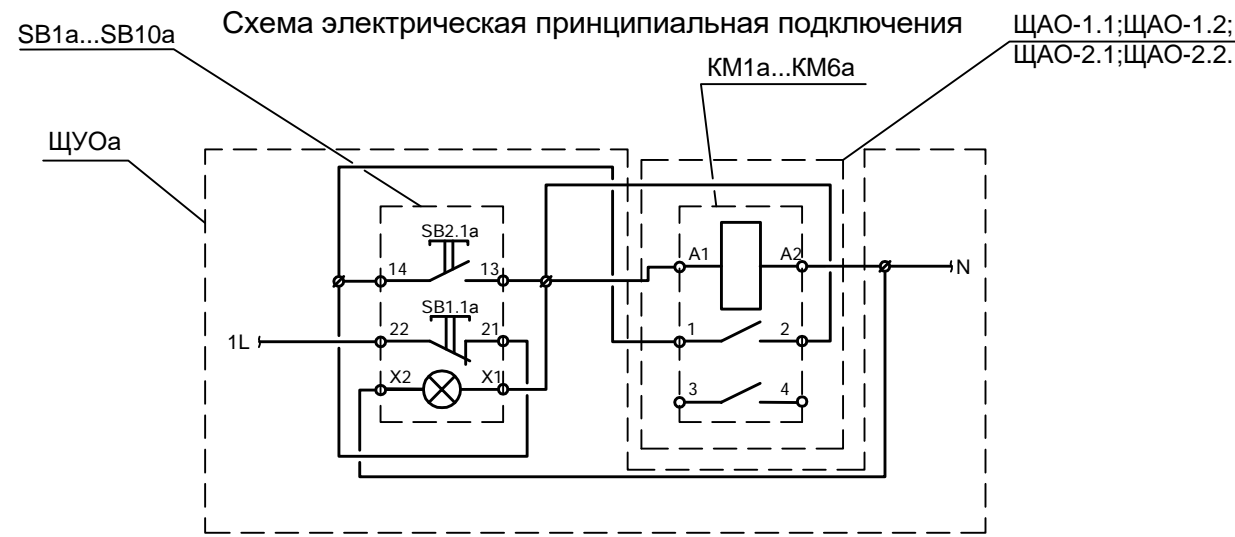 Схема электрическая принципиальная подключения
SB1a...SB10a
ЩАО-1.1;ЩАО-1.2;
ЩАО-2.1;ЩАО-2.2.
КМ1а...КМ6а
ЩУОа
SB2.1a
14
13
A1
A2
N
SB1.1a
1L
22
21
1
2
X2
X1
3
4